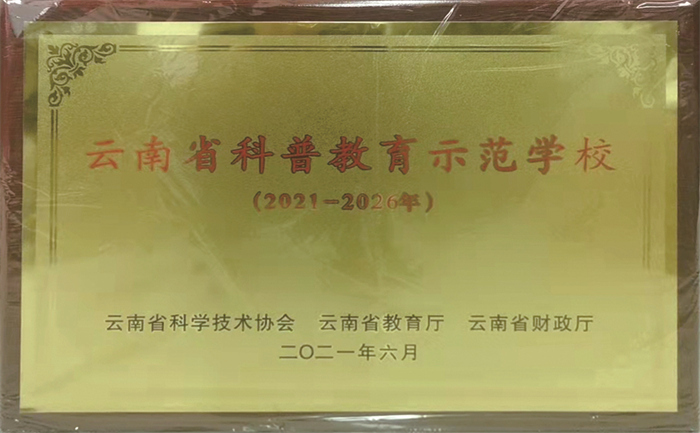 云南省科普教育示范学校
（2021－2026年）
云南省科学技术协会 云南省教育厅 云南省财政厅
二〇二一年六月